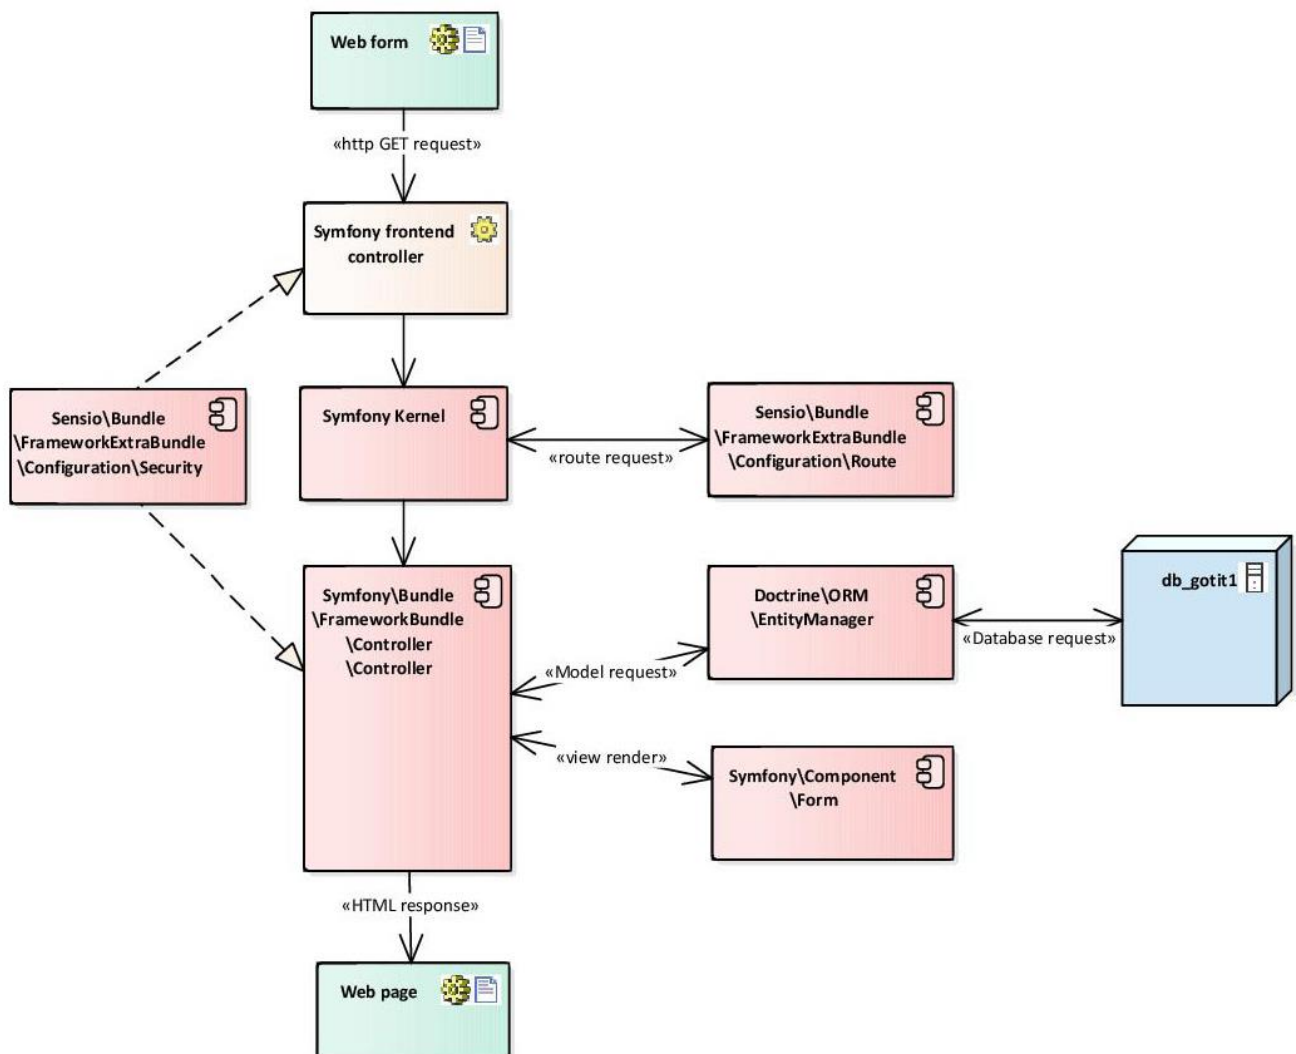 Web form
«http GET request»
Symfony frontend
controller
Sensio\Bundle
\FrameworkExtraBundle
\Configuration\Security
Symfony Kernel
«route request»
Sensio\Bundle
\FrameworkExtraBundle
\Configuration\Route
Symfony\Bundle
\FrameworkBundle
\Controller
\Controller
«Model request»
Doctrine\ORM
\EntityManager
«Database request»
db_gotit1
«view render»
Symfony\Component
\Form
«HTML response»
Web page